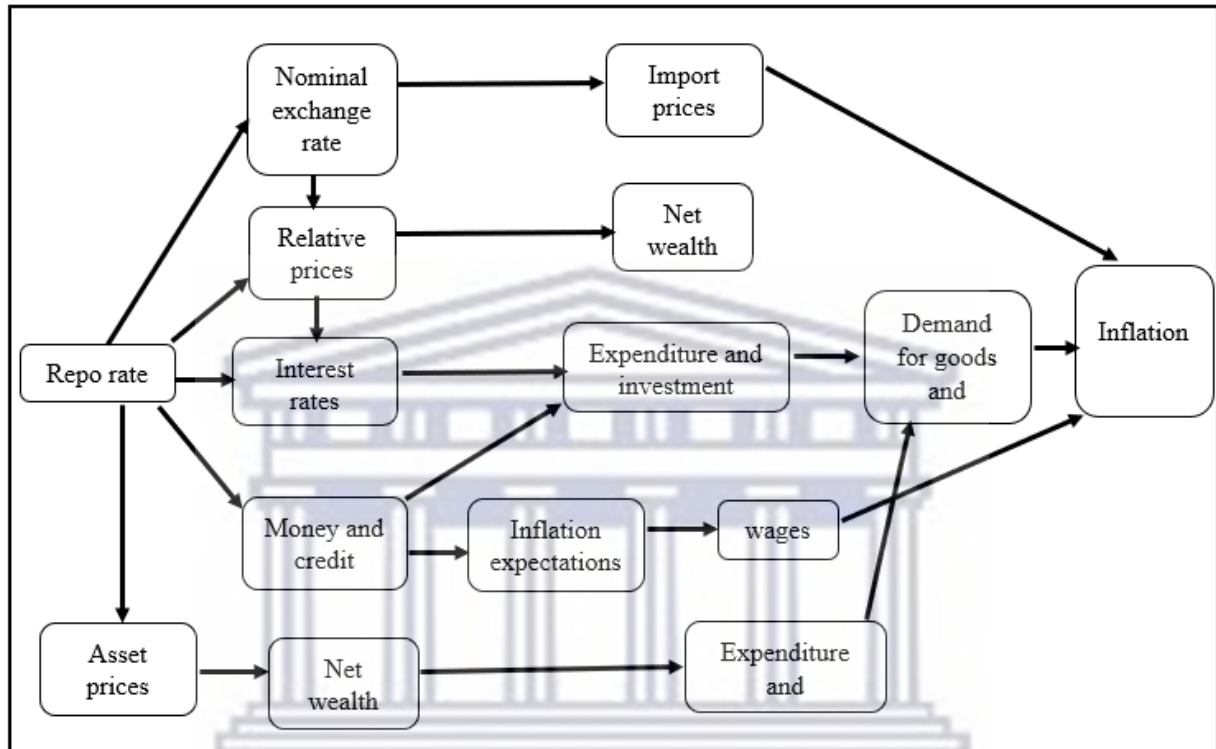 Nominal
exchange
rate
Import
prices
Relative
prices
Net
wealth
Repo rate
Interest
rates
Expenditure and
investment
Demand
for goods
and
Inflation
Money and
credit
Inflation
expectations
wages
Asset
prices
Net
wealth
Expenditure
and